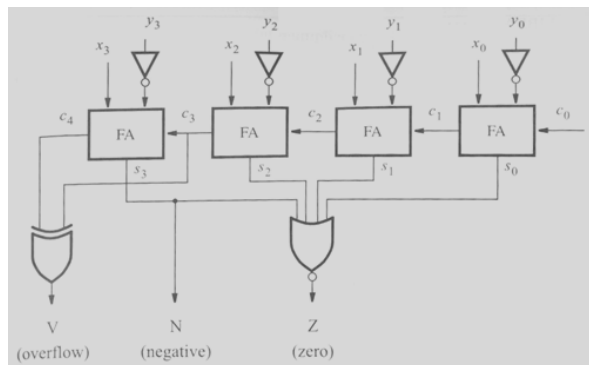 y3 y2 y1 y0
x3 x2 x1 x0
c4 FA c3 FA c2 FA c1 FA c0
s3 s2 s1 s0
V N Z
(overflow) (negative) (zero)